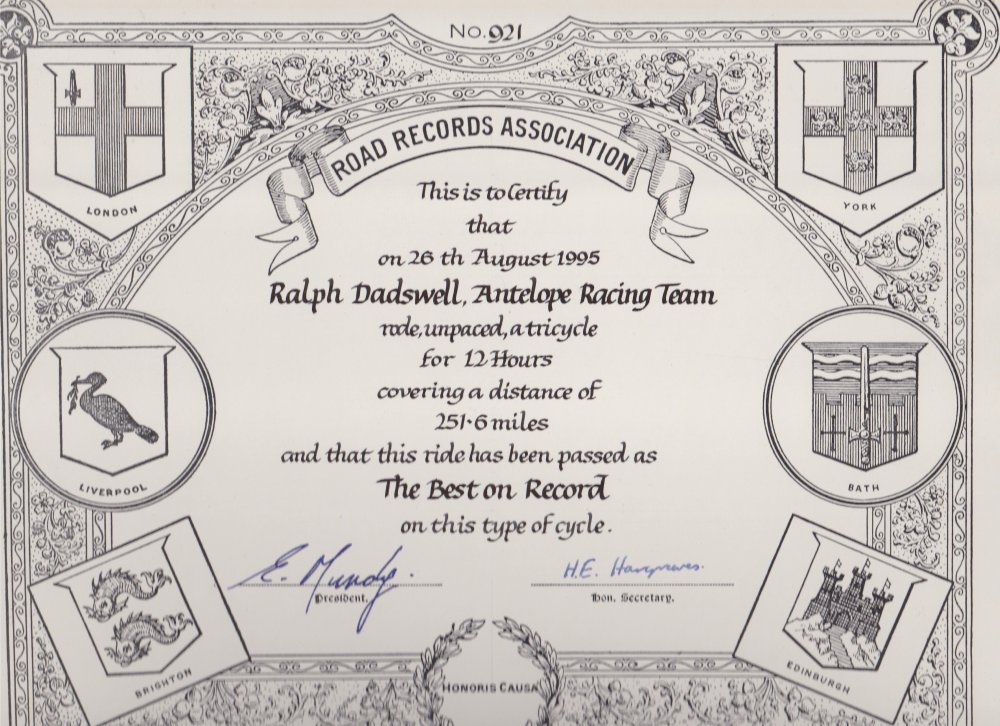 No. 921
ROAD RECORDS ASSOCIATION
LONDON
YORK
This is to Certify
that
on 26 th August 1995
Ralph Dadswell, Antelope Racing Team
rode, unpaced, a tricycle
for 12 Hours
covering a distance of
251·6 miles
and that this ride has been passed as
The Best on Record
on this type of cycle.
LIVERPOOL
BATH
E. Mundy.
H.E. Hargreaves.
President.
Hon. Secretary.
BRIGHTON
EDINBURGH
HONORIS CAUSA